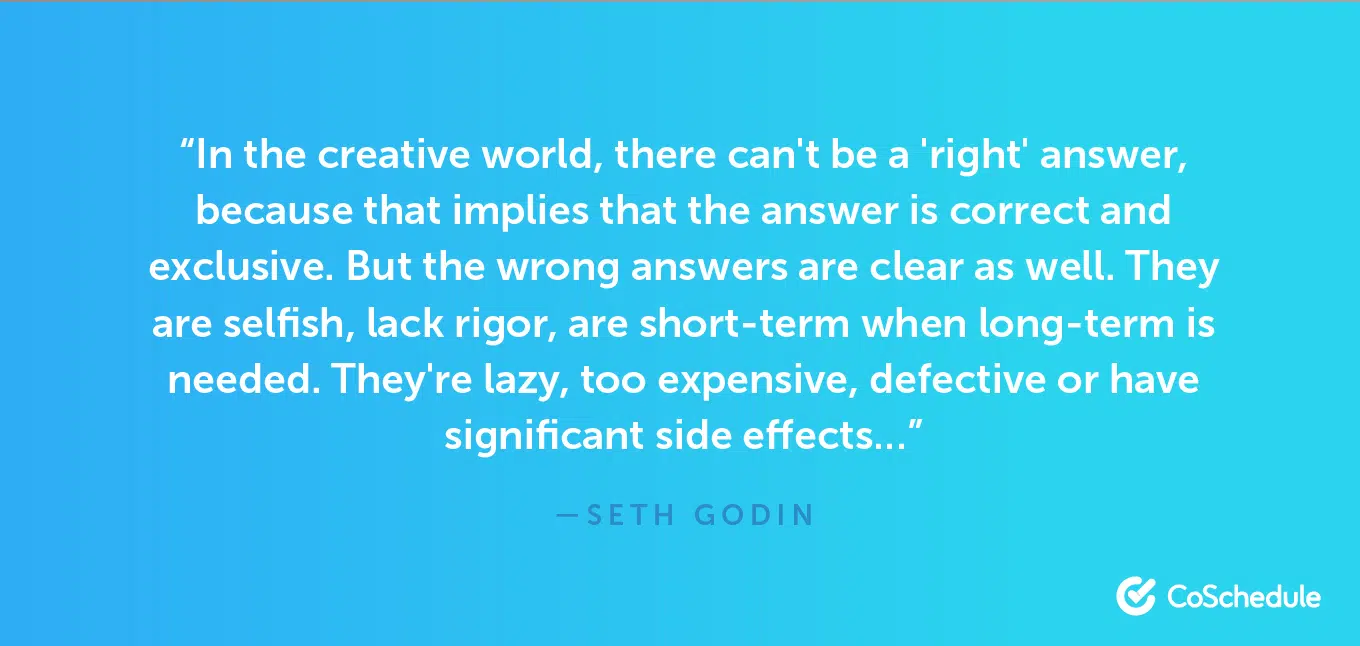 “In the creative world, there can't be a 'right' answer,
because that implies that the answer is correct and
exclusive. But the wrong answers are clear as well. They
are selfish, lack rigor, are short-term when long-term is
needed. They're lazy, too expensive, defective or have
significant side effects...”
—SETH GODIN
CoSchedule